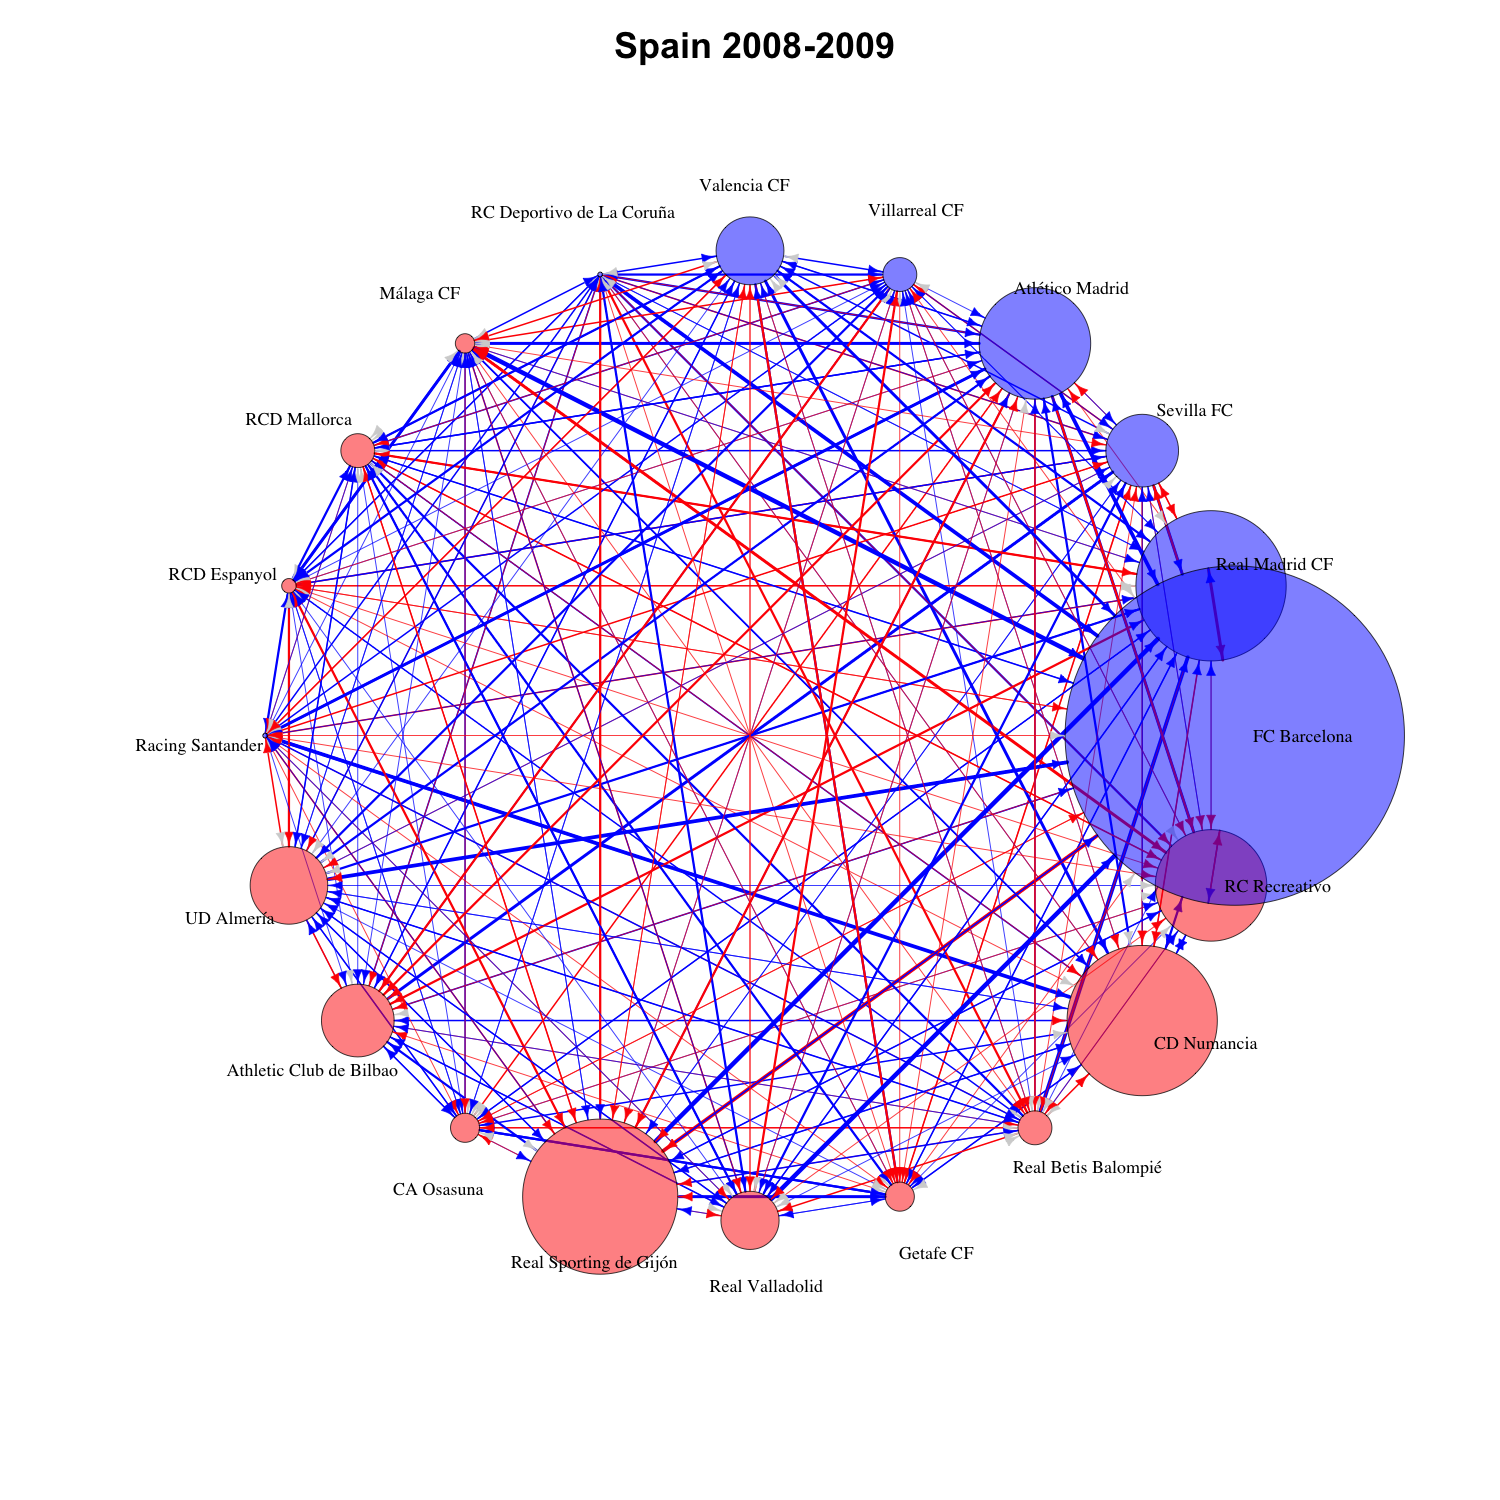 Spain 2008-2009
Valencia CF
Villarreal CF
RC Deportivo de La Coruña
Atlético Madrid
Málaga CF
Sevilla FC
RCD Mallorca
Real Madrid CF
RCD Espanyol
FC Barcelona
Racing Santander
RC Recreativo
UD Almería
CD Numancia
Athletic Club de Bilbao
Real Betis Balompié
CA Osasuna
Getafe CF
Real Sporting de Gijón
Real Valladolid